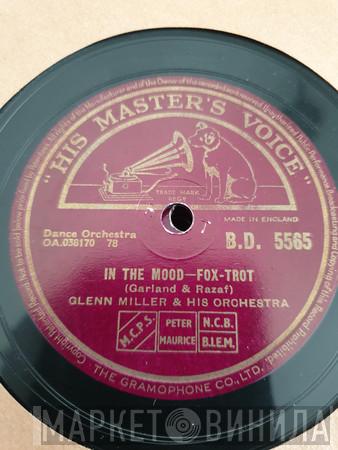 "HIS MASTER'S VOICE"
TRADE MARK
REGD
MADE IN ENGLAND
Dance Orchestra
OA.038170 78
B.D. 5565
IN THE MOOD—FOX-TROT
(Garland & Razaf)
GLENN MILLER & HIS ORCHESTRA
M.C.P.S.
PETER
MAURICE
N.C.B.
B.I.E.M.
THE GRAMOPHONE CO., LTD.
МАРКЕТ ВИНИЛА